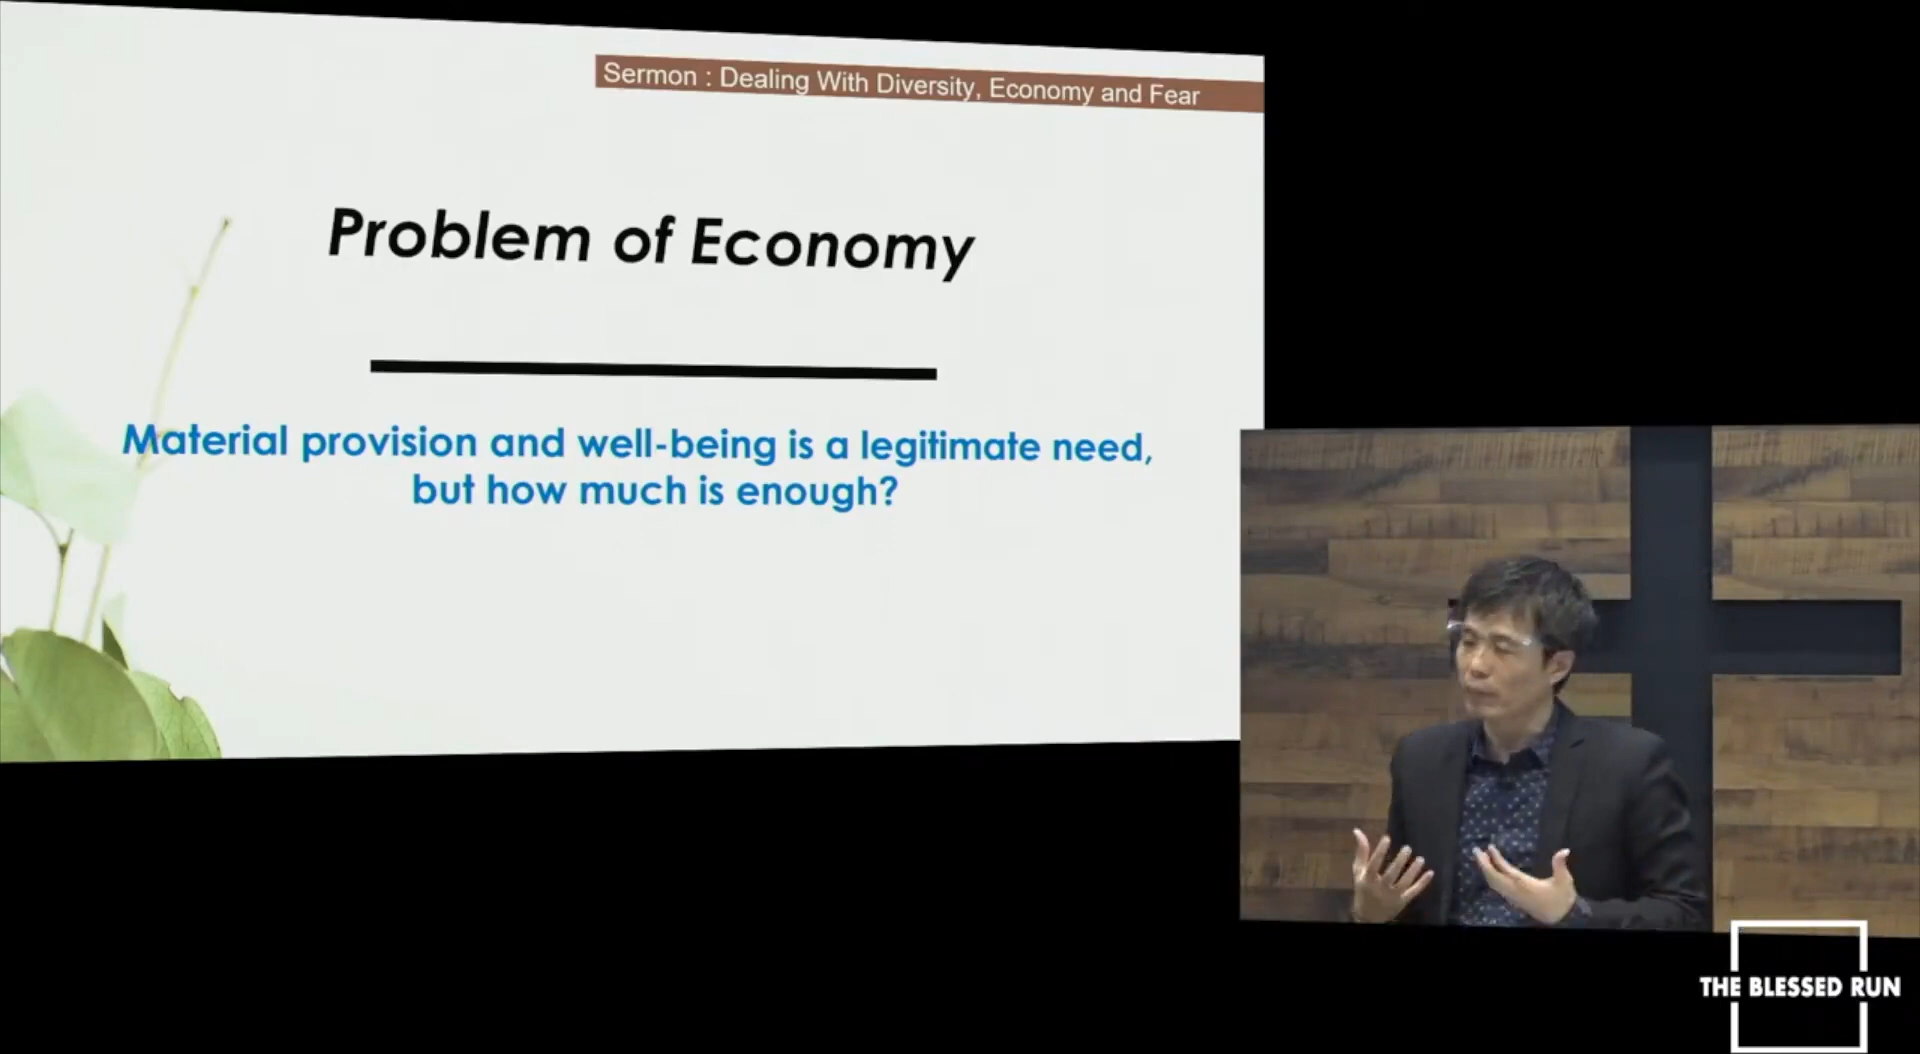 Sermon : Dealing With Diversity, Economy and Fear
Problem of Economy
Material provision and well-being is a legitimate need,
but how much is enough?
THE BLESSED RUN